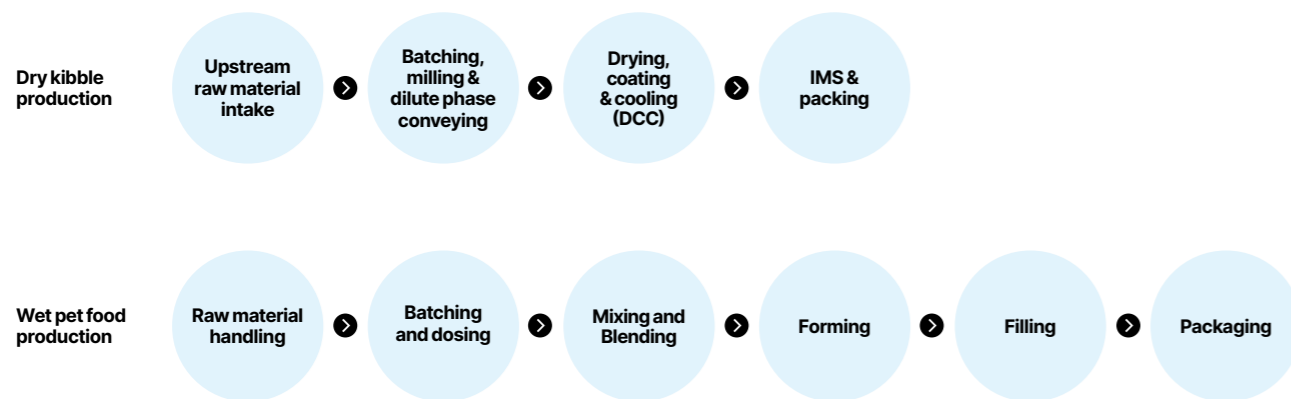 Dry kibble
production
Upstream
raw material
intake
Batching,
milling &
dilute phase
conveying
Drying,
coating
& cooling
(DCC)
IMS &
packing
Wet pet food
production
Raw material
handling
Batching
and dosing
Mixing and
Blending
Forming
Filling
Packaging